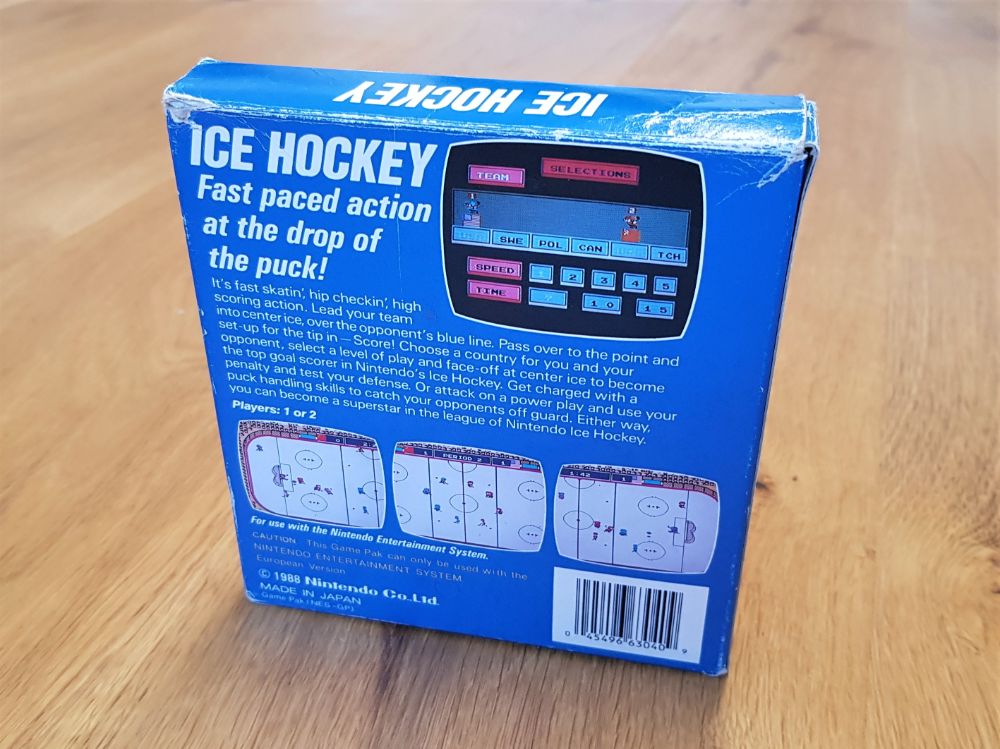 ICE HOCKEY
ICE HOCKEY
Fast paced action
at the drop of
the puck!
It's fast skatin', hip checkin', high
scoring action. Lead your team
into center ice, over the opponent's blue line. Pass over to the point and
set-up for the tip in — Score! Choose a country for you and your
opponent, select a level of play and face-off at center ice to become
the top goal scorer in Nintendo's Ice Hockey. Get charged with a
penalty and test your defense. Or attack on a power play and use your
puck handling skills to catch your opponents off guard. Either way,
you can become a superstar in the league of Nintendo Ice Hockey.
Players: 1 or 2
TEAM
SELECTIONS
SWE POL CAN TCH
SPEED 1 2 3 4 5
TIME 7 10 15
0
1 PERIOD 2
1:42 1
For use with the Nintendo Entertainment System.
CAUTION This Game Pak can only be used with the
NINTENDO ENTERTAINMENT SYSTEM
European Version
© 1988 Nintendo Co.,Ltd.
MADE IN JAPAN
Game Pak (NES-GP)
0 45496 63040 9